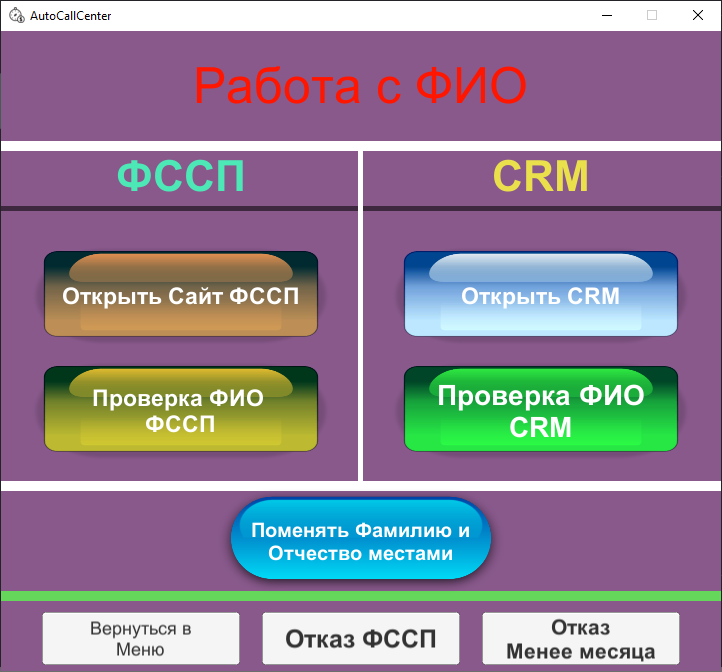 AutoCallCenter
Работа с ФИО
ФССП
CRM
Открыть Сайт ФССП
Открыть CRM
Проверка ФИО
ФССП
Проверка ФИО
CRM
Поменять Фамилию и
Отчество местами
Вернуться в
Меню
Отказ ФССП
Отказ
Менее месяца